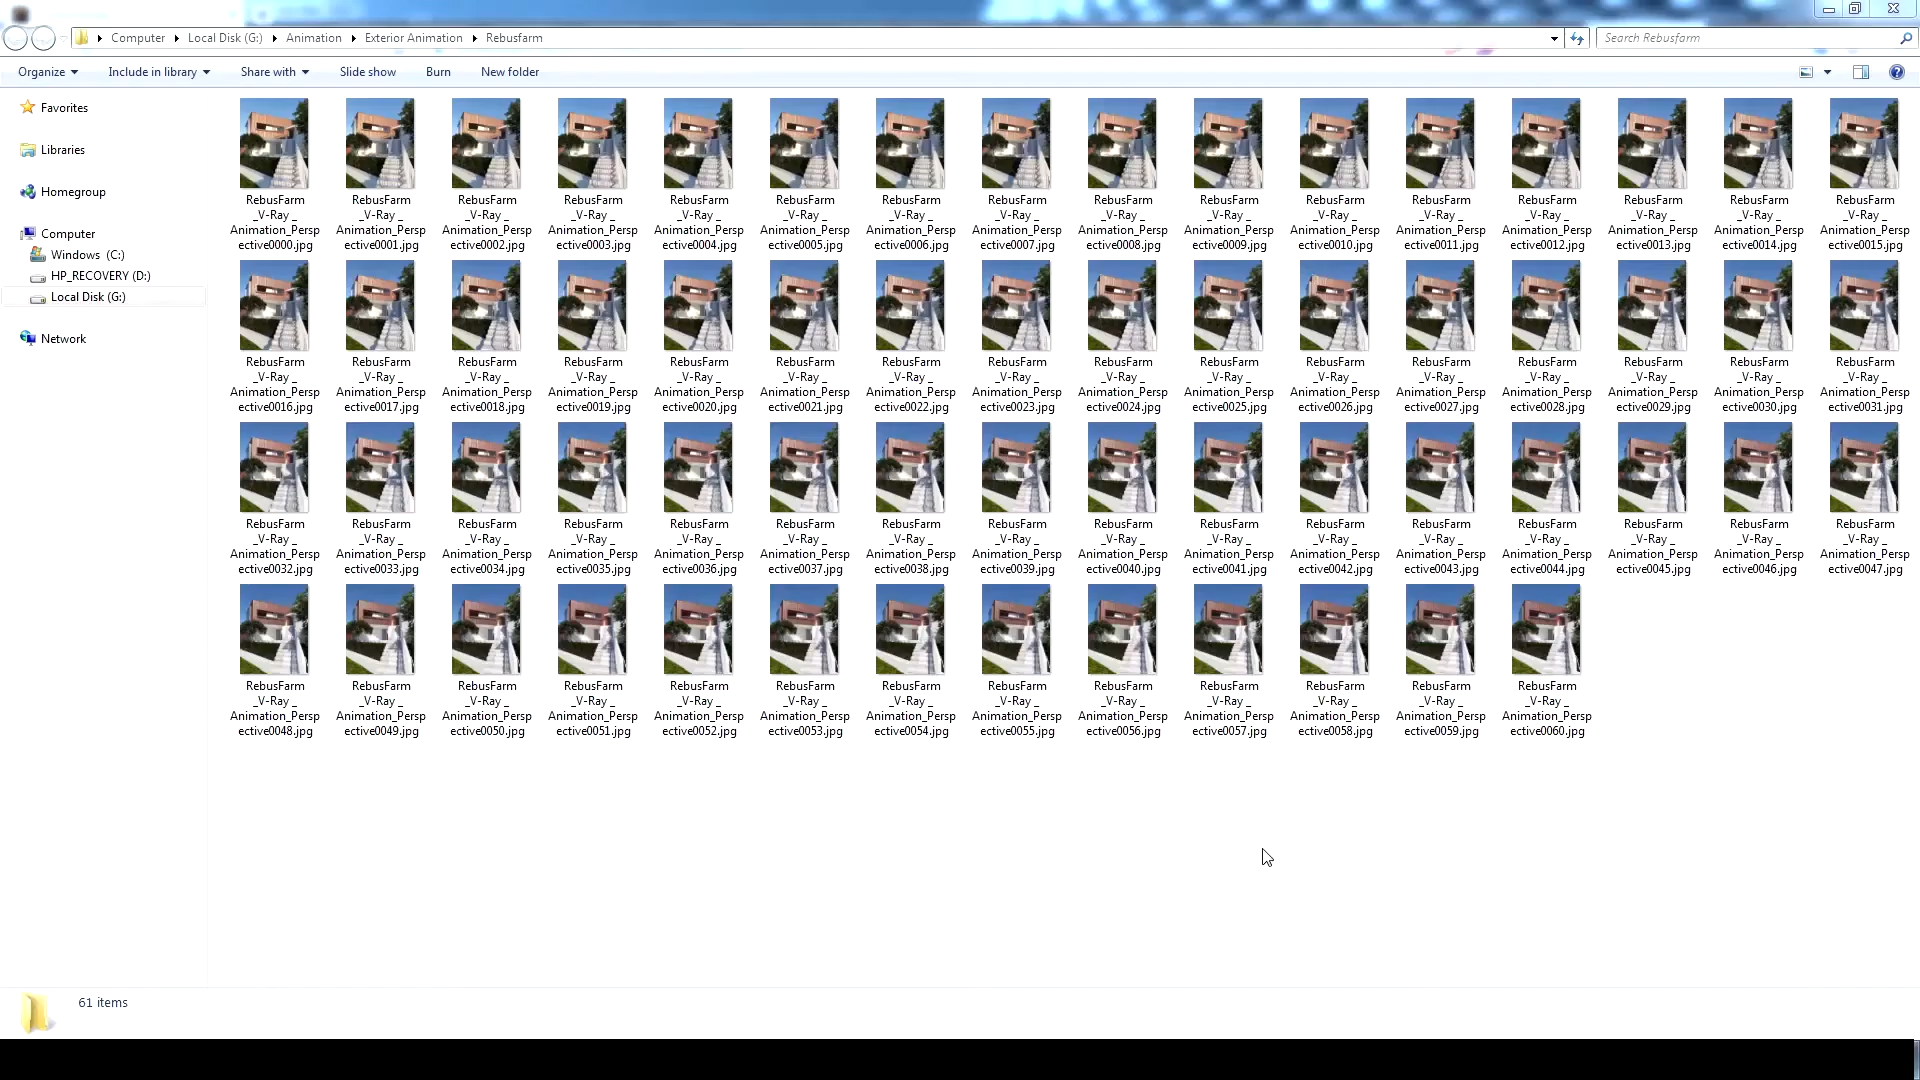 Computer Local Disk (G:) Animation Exterior Animation Rebusfarm Search Rebusfarm
Organize Include in library Share with Slide show Burn New folder
Favorites
Libraries
Homegroup
Computer
Windows (C:)
HP_RECOVERY (D:)
Local Disk (G:)
Network
RebusFarm RebusFarm RebusFarm RebusFarm RebusFarm RebusFarm RebusFarm RebusFarm RebusFarm RebusFarm RebusFarm RebusFarm RebusFarm RebusFarm RebusFarm RebusFarm
_V-Ray _ _V-Ray _ _V-Ray _ _V-Ray _ _V-Ray _ _V-Ray _ _V-Ray _ _V-Ray _ _V-Ray _ _V-Ray _ _V-Ray _ _V-Ray _ _V-Ray _ _V-Ray _ _V-Ray _ _V-Ray _
Animation_Persp Animation_Persp Animation_Persp Animation_Persp Animation_Persp Animation_Persp Animation_Persp Animation_Persp Animation_Persp Animation_Persp Animation_Persp Animation_Persp Animation_Persp Animation_Persp Animation_Persp Animation_Persp
ective0000.jpg ective0001.jpg ective0002.jpg ective0003.jpg ective0004.jpg ective0005.jpg ective0006.jpg ective0007.jpg ective0008.jpg ective0009.jpg ective0010.jpg ective0011.jpg ective0012.jpg ective0013.jpg ective0014.jpg ective0015.jpg
RebusFarm RebusFarm RebusFarm RebusFarm RebusFarm RebusFarm RebusFarm RebusFarm RebusFarm RebusFarm RebusFarm RebusFarm RebusFarm RebusFarm RebusFarm RebusFarm
_V-Ray _ _V-Ray _ _V-Ray _ _V-Ray _ _V-Ray _ _V-Ray _ _V-Ray _ _V-Ray _ _V-Ray _ _V-Ray _ _V-Ray _ _V-Ray _ _V-Ray _ _V-Ray _ _V-Ray _ _V-Ray _
Animation_Persp Animation_Persp Animation_Persp Animation_Persp Animation_Persp Animation_Persp Animation_Persp Animation_Persp Animation_Persp Animation_Persp Animation_Persp Animation_Persp Animation_Persp Animation_Persp Animation_Persp Animation_Persp
ective0016.jpg ective0017.jpg ective0018.jpg ective0019.jpg ective0020.jpg ective0021.jpg ective0022.jpg ective0023.jpg ective0024.jpg ective0025.jpg ective0026.jpg ective0027.jpg ective0028.jpg ective0029.jpg ective0030.jpg ective0031.jpg
RebusFarm RebusFarm RebusFarm RebusFarm RebusFarm RebusFarm RebusFarm RebusFarm RebusFarm RebusFarm RebusFarm RebusFarm RebusFarm RebusFarm RebusFarm RebusFarm
_V-Ray _ _V-Ray _ _V-Ray _ _V-Ray _ _V-Ray _ _V-Ray _ _V-Ray _ _V-Ray _ _V-Ray _ _V-Ray _ _V-Ray _ _V-Ray _ _V-Ray _ _V-Ray _ _V-Ray _ _V-Ray _
Animation_Persp Animation_Persp Animation_Persp Animation_Persp Animation_Persp Animation_Persp Animation_Persp Animation_Persp Animation_Persp Animation_Persp Animation_Persp Animation_Persp Animation_Persp Animation_Persp Animation_Persp Animation_Persp
ective0032.jpg ective0033.jpg ective0034.jpg ective0035.jpg ective0036.jpg ective0037.jpg ective0038.jpg ective0039.jpg ective0040.jpg ective0041.jpg ective0042.jpg ective0043.jpg ective0044.jpg ective0045.jpg ective0046.jpg ective0047.jpg
RebusFarm RebusFarm RebusFarm RebusFarm RebusFarm RebusFarm RebusFarm RebusFarm RebusFarm RebusFarm RebusFarm RebusFarm RebusFarm
_V-Ray _ _V-Ray _ _V-Ray _ _V-Ray _ _V-Ray _ _V-Ray _ _V-Ray _ _V-Ray _ _V-Ray _ _V-Ray _ _V-Ray _ _V-Ray _ _V-Ray _
Animation_Persp Animation_Persp Animation_Persp Animation_Persp Animation_Persp Animation_Persp Animation_Persp Animation_Persp Animation_Persp Animation_Persp Animation_Persp Animation_Persp Animation_Persp
ective0048.jpg ective0049.jpg ective0050.jpg ective0051.jpg ective0052.jpg ective0053.jpg ective0054.jpg ective0055.jpg ective0056.jpg ective0057.jpg ective0058.jpg ective0059.jpg ective0060.jpg
61 items